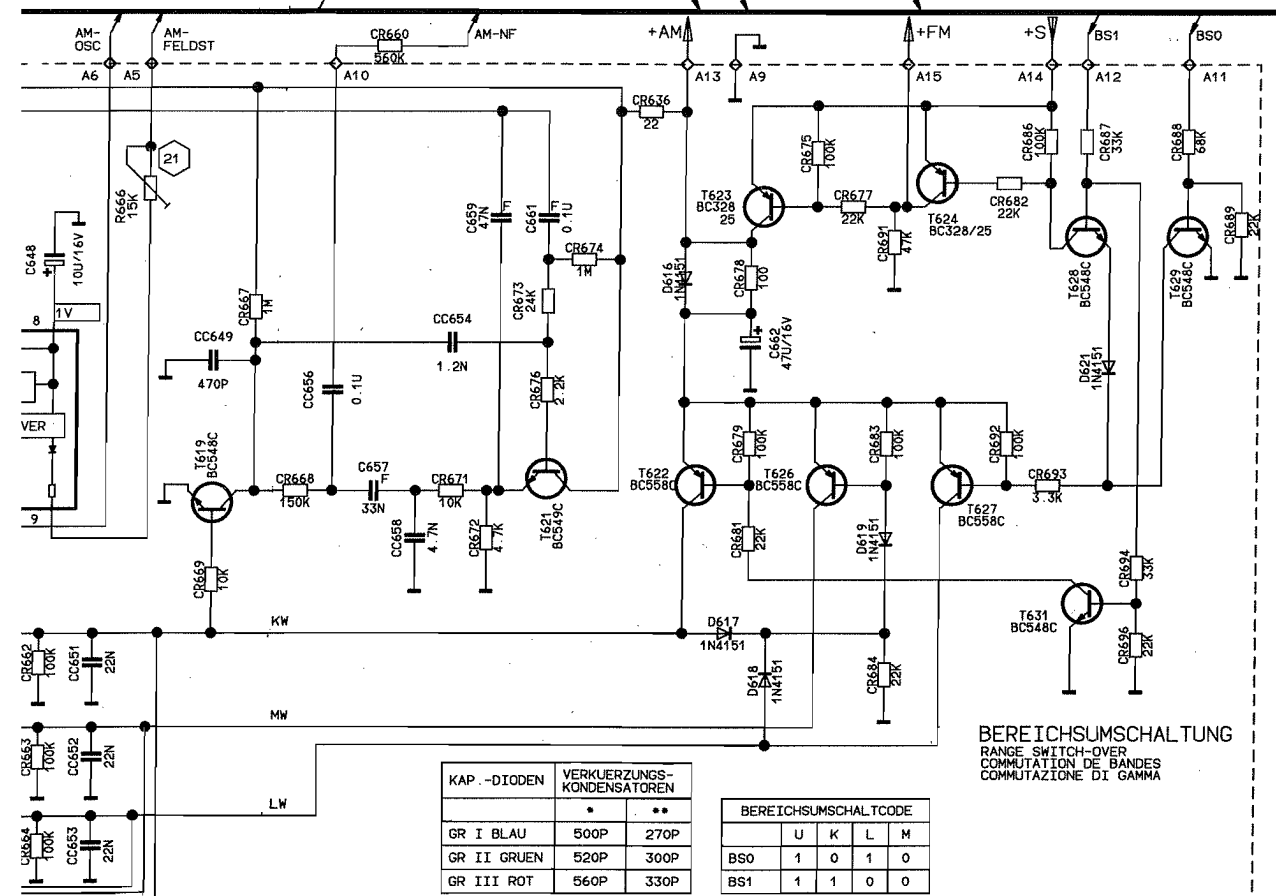 AM-
OSC
AM-
FELDST
CR660
560K
AM-NF
+AM
+FM
+S
BS1
BS0
A6
A5
A10
A13
A9
A15
A14
A12
A11
CR636
22
21
R666
15K
C648
10U/16V
1V
8
VER
9
C659
47N
F
C661
F
0.1U
CR674
1M
CR673
24K
CR667
1M
CC649
470P
CC654
1.2N
CC656
0.1U
CR676
2.2K
T619
BC548C
CR668
150K
C657
F
33N
CR671
10K
CC658
4.7N
CR672
4.7K
T621
BC549C
CR669
10K
CR675
100K
T623
BC328
25
CR677
22K
CR691
47K
T624
BC328/25
CR682
22K
CR686
100K
CR687
33K
CR688
68K
CR689
22K
D616
1N4151
CR678
100
C662
47U/16V
T628
BC548C
T629
BC548C
D621
1N4151
CR679
100K
CR683
100K
CR692
100K
T622
BC558C
T626
BC558C
T627
BC558C
CR693
3.3K
CR681
22K
D619
1N4151
CR694
33K
T631
BC548C
CR696
22K
KW
D617
1N4151
D618
1N4151
CR684
22K
CR662
100K
CC651
22N
MW
CR663
100K
CC652
22N
LW
CR664
100K
CC653
22N
BEREICHSUMSCHALTUNG
RANGE SWITCH-OVER
COMMUTATION DE BANDES
COMMUTAZIONE DI GAMMA
KAP.-DIODEN VERKUERZUNGS-
KONDENSATOREN
* **
GR I BLAU 500P 270P
GR II GRUEN 520P 300P
GR III ROT 560P 330P
BEREICHSUMSCHALTCODE
U K L M
BS0 1 0 1 0
BS1 1 1 0 0